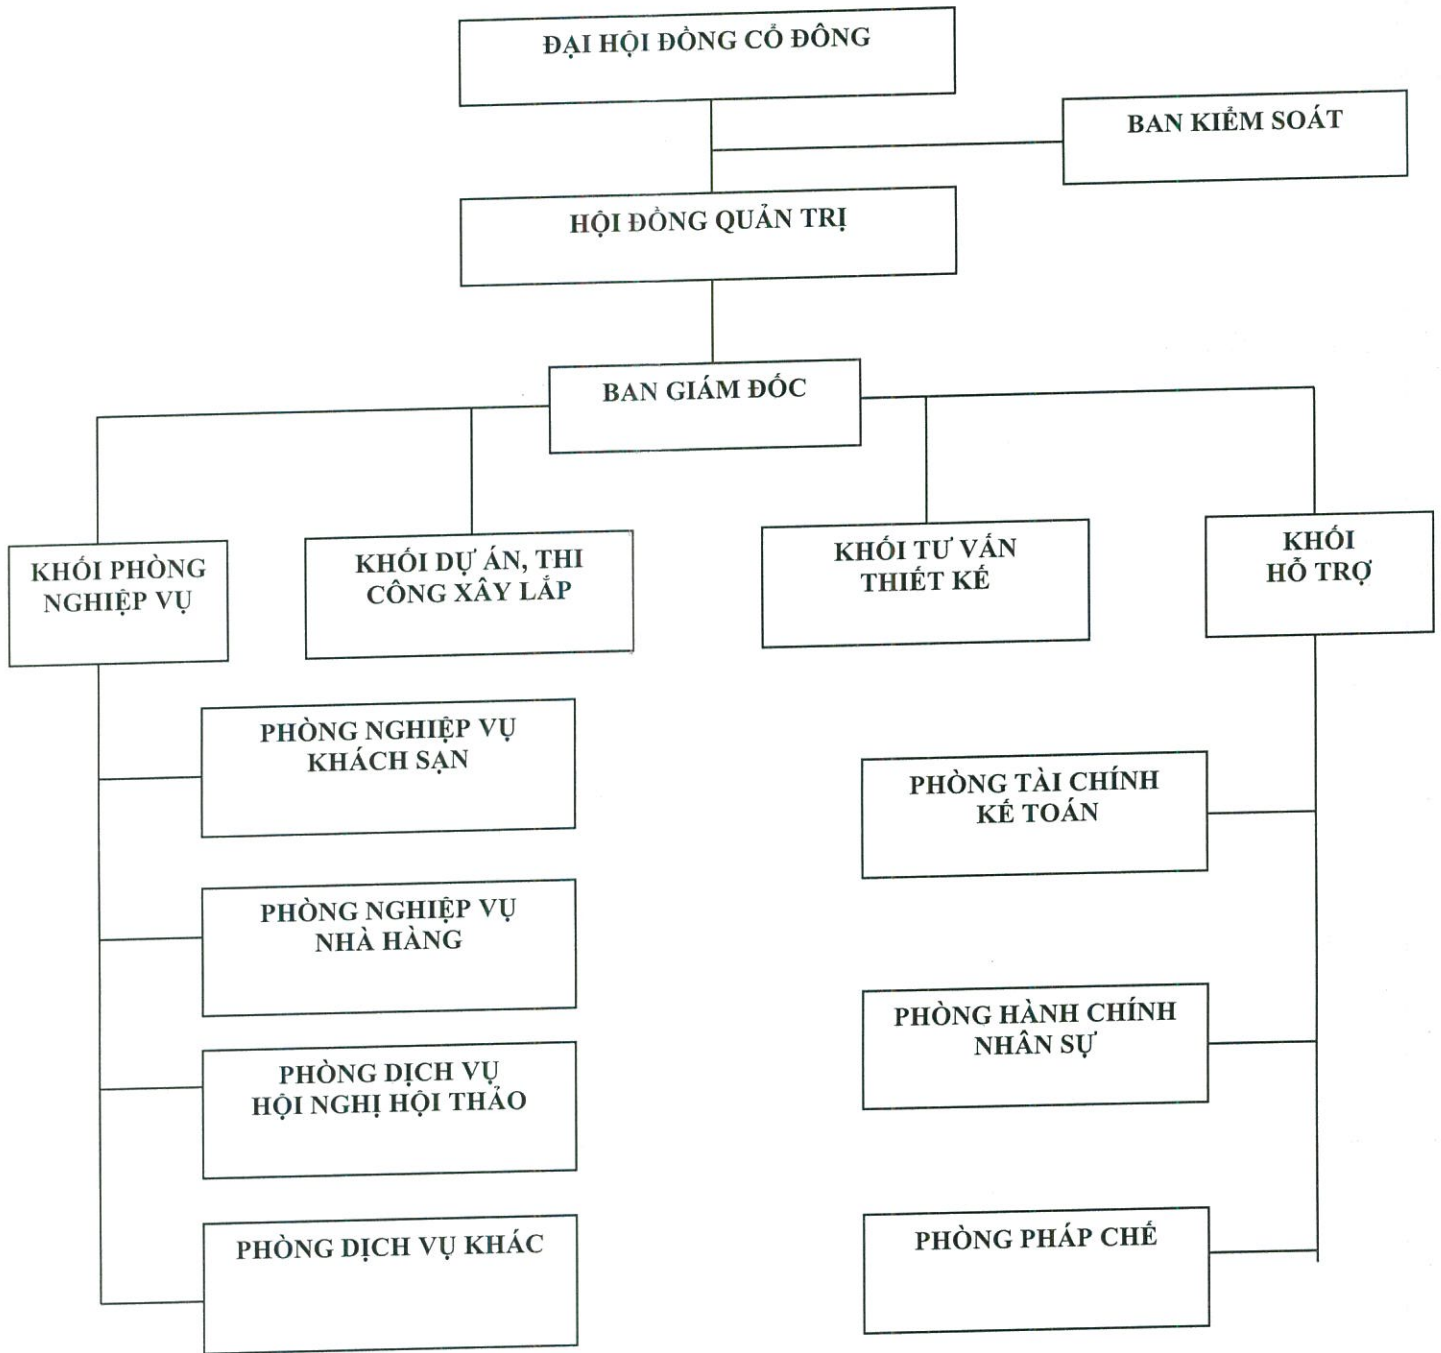 ĐẠI HỘI ĐỒNG CỔ ĐÔNG
BAN KIỂM SOÁT
HỘI ĐỒNG QUẢN TRỊ
BAN GIÁM ĐỐC
KHỐI PHÒNG
NGHIỆP VỤ
KHỐI DỰ ÁN, THI
CÔNG XÂY LẮP
KHỐI TƯ VẤN
THIẾT KẾ
KHỐI
HỖ TRỢ
PHÒNG NGHIỆP VỤ
KHÁCH SẠN
PHÒNG NGHIỆP VỤ
NHÀ HÀNG
PHÒNG DỊCH VỤ
HỘI NGHỊ HỘI THẢO
PHÒNG DỊCH VỤ KHÁC
PHÒNG TÀI CHÍNH
KẾ TOÁN
PHÒNG HÀNH CHÍNH
NHÂN SỰ
PHÒNG PHÁP CHẾ